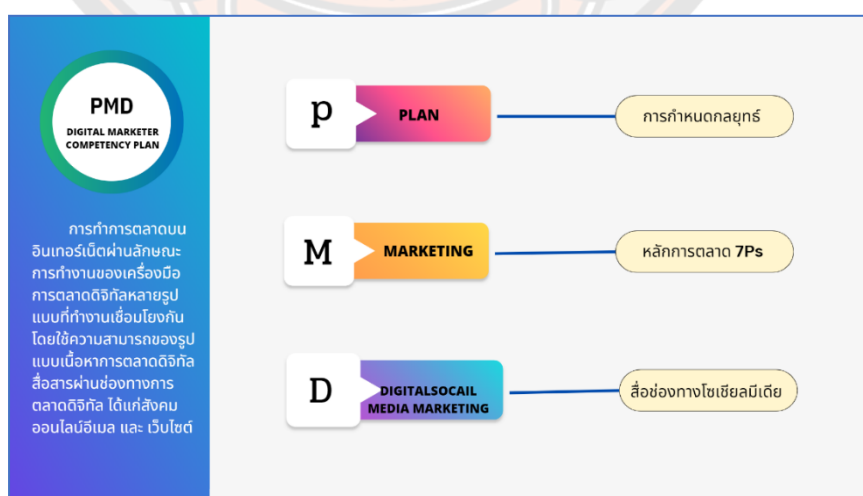 PMD
DIGITAL MARKETER
COMPETENCY PLAN
การทำการตลาดบน
อินเทอร์เน็ตผ่านลักษณะ
การทำงานของเครื่องมือ
การตลาดดิจิทัลหลายรูป
แบบที่ทำงานเชื่อมโยงกัน
โดยใช้ความสามารถของรูป
แบบเนื้อหาการตลาดดิจิทัล
สื่อสารผ่านช่องทางการ
ตลาดดิจิทัล ได้แก่สังคม
ออนไลน์อีเมล และ เว็บไซต์
p
PLAN
การกำหนดกลยุทธ์
M
MARKETING
หลักการตลาด 7Ps
D
DIGITALSOCAIL
MEDIA MARKETING
สื่อช่องทางโซเชียลมีเดีย